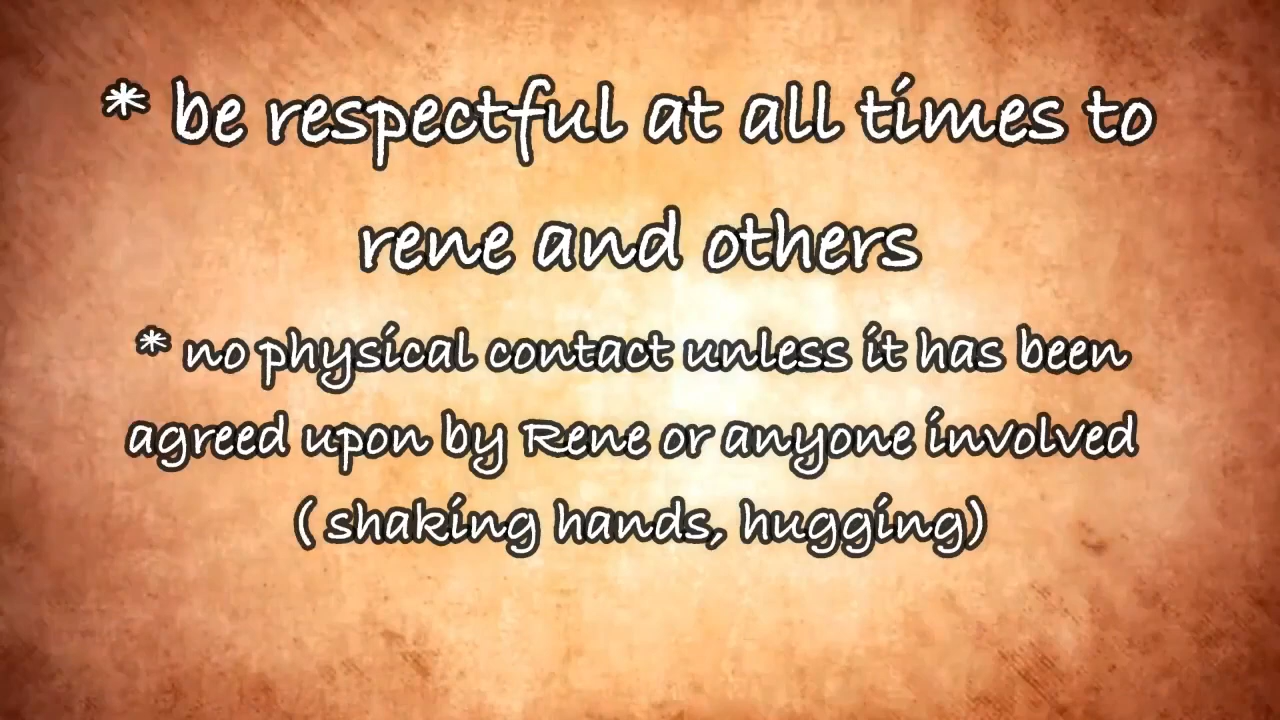 * be respectful at all times to
rene and others
* no physical contact unless it has been
agreed upon by Rene or anyone involved
( shaking hands, hugging)